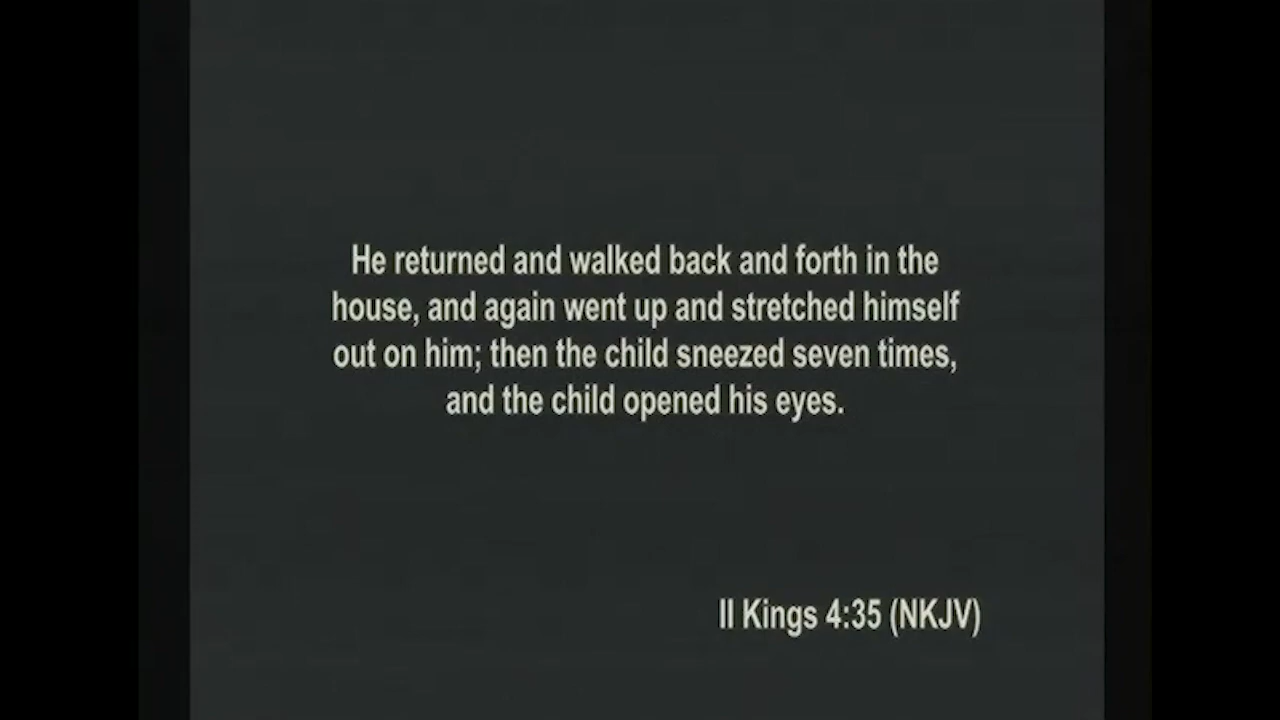 He returned and walked back and forth in the
house, and again went up and stretched himself
out on him; then the child sneezed seven times,
and the child opened his eyes.
II Kings 4:35 (NKJV)